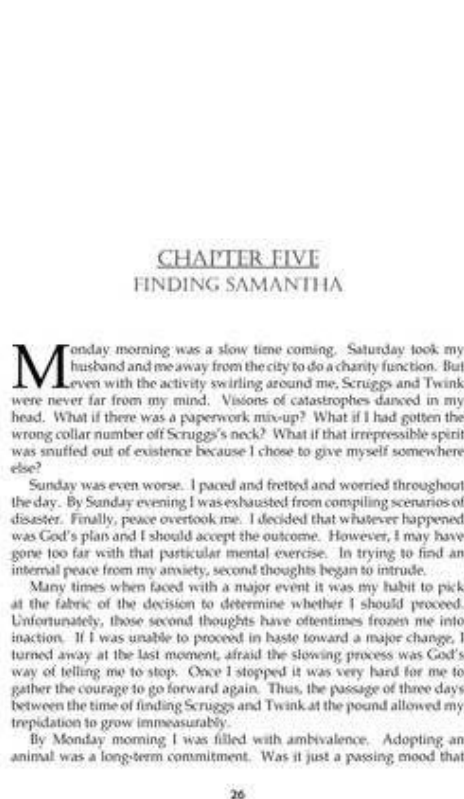 CHAPTER FIVE
FINDING SAMANTHA
Monday morning was a slow time coming. Saturday took my
husband and me away from the city to do a charity function. But
even with the activity swirling around me, Scruggs and Twink
were never far from my mind. Visions of catastrophes danced in my
head. What if there was a paperwork mix-up? What if I had gotten the
wrong collar number off Scruggs's neck? What if that irrepressible spirit
was snuffed out of existence because I chose to give myself somewhere
else?
Sunday was even worse. I paced and fretted and worried throughout
the day. By Sunday evening I was exhausted from compiling scenarios of
disaster. Finally, peace overtook me. I decided that whatever happened
was God's plan and I should accept the outcome. However, I may have
gone too far with that particular mental exercise. In trying to find an
internal peace from my anxiety, second thoughts began to intrude.
Many times when faced with a major event it was my habit to pick
at the fabric of the decision to determine whether I should proceed.
Unfortunately, those second thoughts have oftentimes frozen me into
inaction. If I was unable to proceed in haste toward a major change, I
turned away at the last moment, afraid the slowing process was God's
way of telling me to stop. Once I stopped it was very hard for me to
gather the courage to go forward again. Thus, the passage of three days
between the time of finding Scruggs and Twink at the pound allowed my
trepidation to grow immeasurably.
By Monday morning I was filled with ambivalence. Adopting an
animal was a long-term commitment. Was it just a passing mood that
26